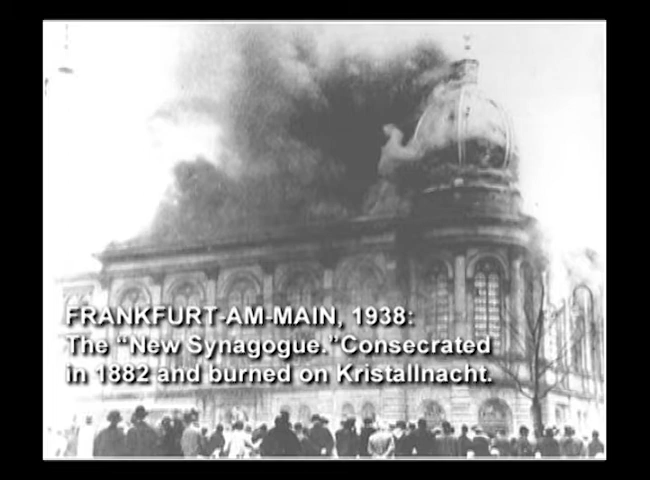 FRANKFURT-AM-MAIN, 1938:
The “New Synagogue.”Consecrated
in 1882 and burned on Kristallnacht.